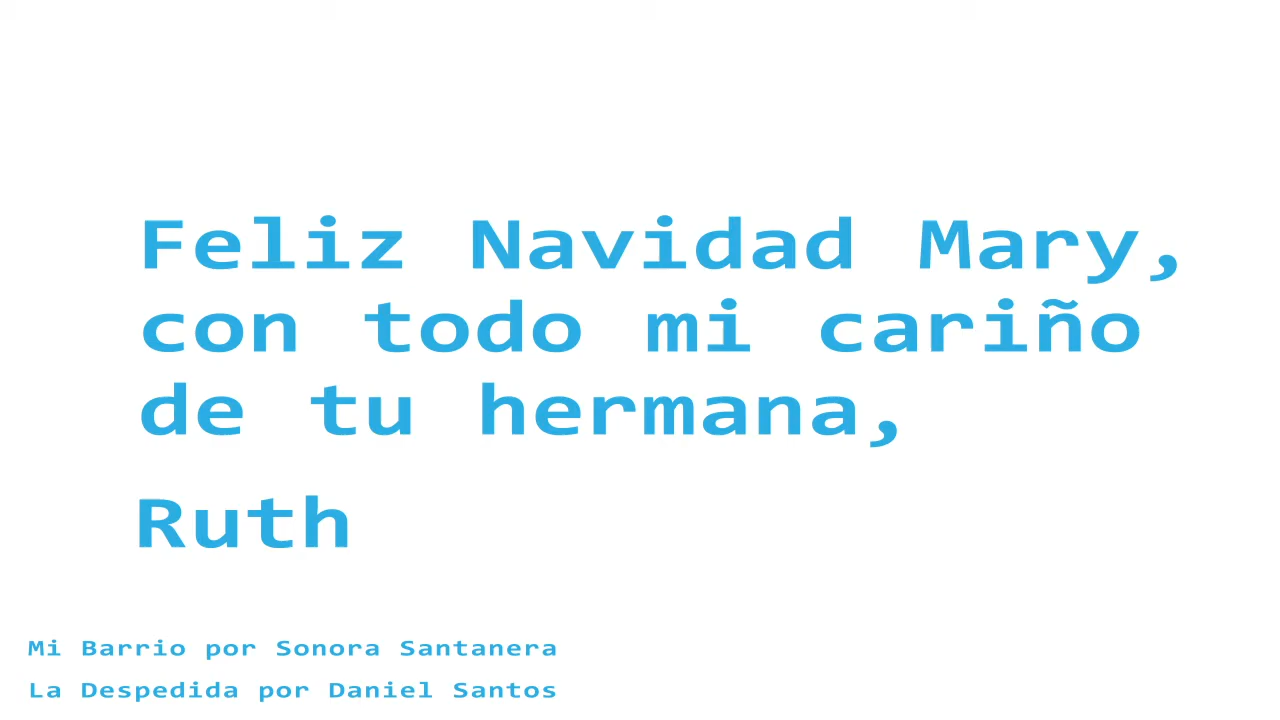 Feliz Navidad Mary,
con todo mi cariño
de tu hermana,
Ruth
Mi Barrio por Sonora Santanera
La Despedida por Daniel Santos